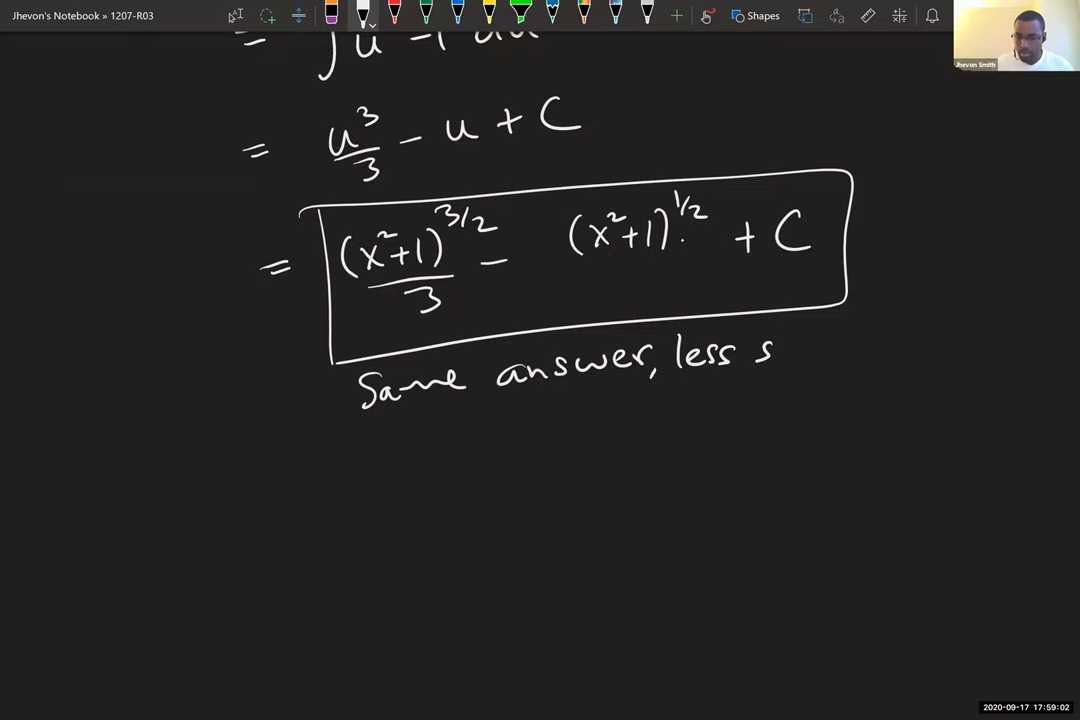 Jhevon's Notebook » 1207-R03
Shapes
Jhevon Smith
= u³/3 - u + C
= (x²+1)^3/2 / 3 - (x²+1)^1/2 + C
Same answer, less s
2020-09-17 17:59:02